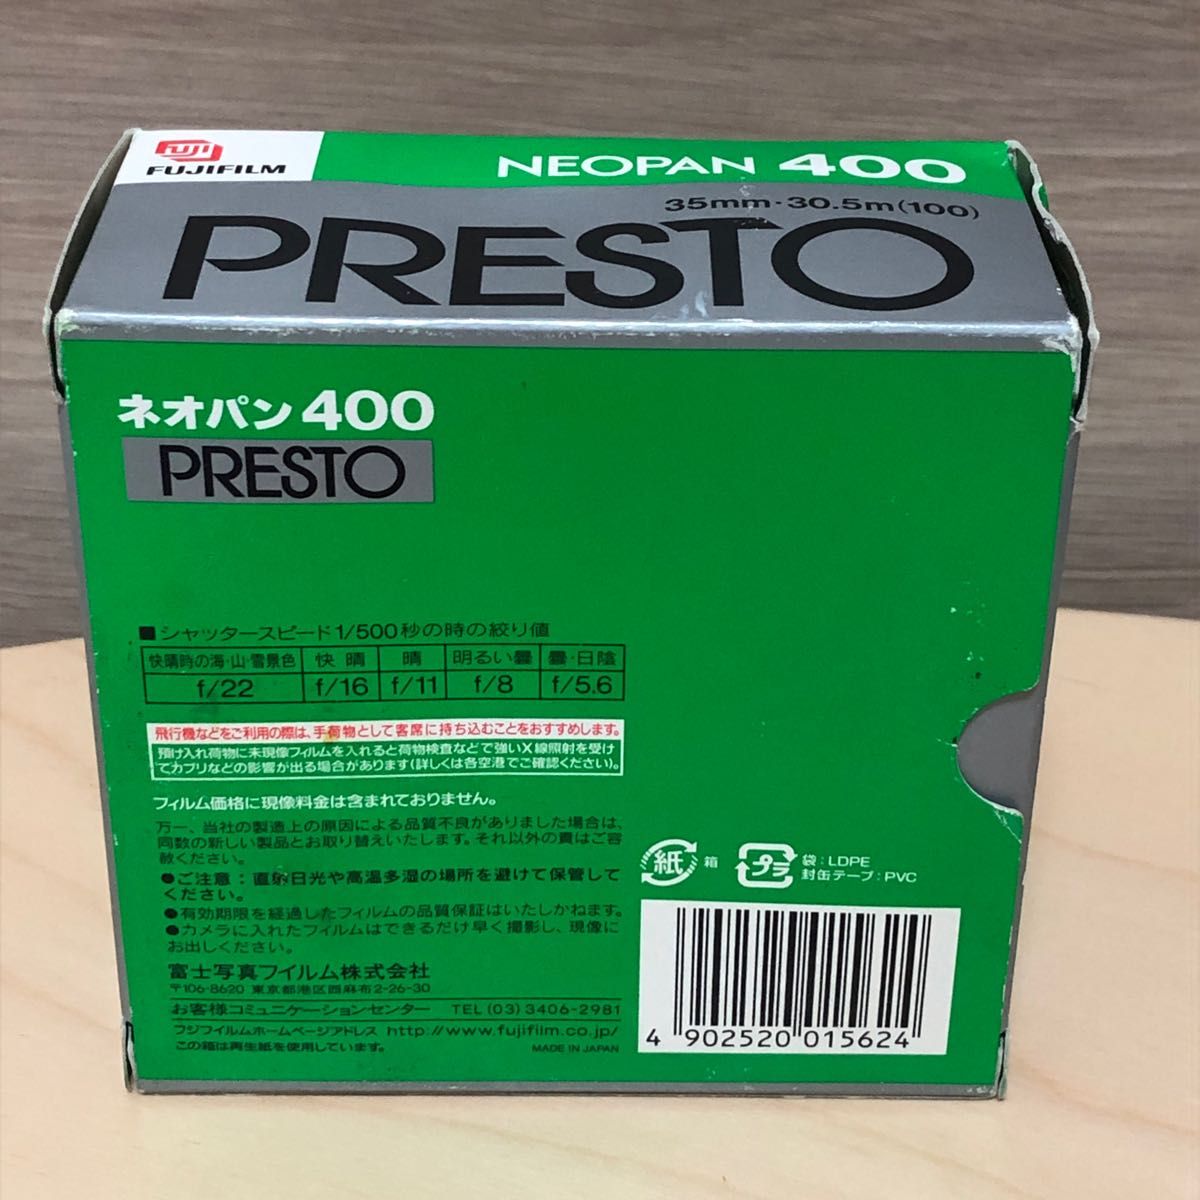 FUJI
FUJIFILM
NEOPAN 400
35mm·30.5m(100)
PRESTO
ネオパン400
PRESTO
■シャッタースピード1/500秒の時の絞り値
快晴時の海·山·雪景色 快晴 晴 明るい曇 曇·日陰
f/22 f/16 f/11 f/8 f/5.6
飛行機などをご利用の際は、手荷物として客席に持ち込むことをおすすめします。
預け入れ荷物に未現像フィルムを入れると荷物検査などで強いX線照射を受け
てカブリなどの影響が出る場合があります(詳しくは各空港でご確認ください)。
フィルム価格に現像料金は含まれておりません。
万一、当社の製造上の原因による品質不良がありました場合は、
同数の新しい製品とお取り替えいたします。それ以外の責はご容
赦ください。
●ご注意：直射日光や高温多湿の場所を避けて保管して
ください。
●有効期限を経過したフィルムの品質保証はいたしかねます。
●カメラに入れたフィルムはできるだけ早く撮影し、現像に
お出しください。
富士写真フイルム株式会社
〒106-8620 東京都港区西麻布2-26-30
お客様コミュニケーションセンター TEL (03) 3406-2981
フジフイルムホームページアドレス http://www.fujifilm.co.jp/
この箱は再生紙を使用しています。 MADE IN JAPAN
紙 箱
プラ 袋：LDPE
封缶テープ：PVC
4 902520 015624